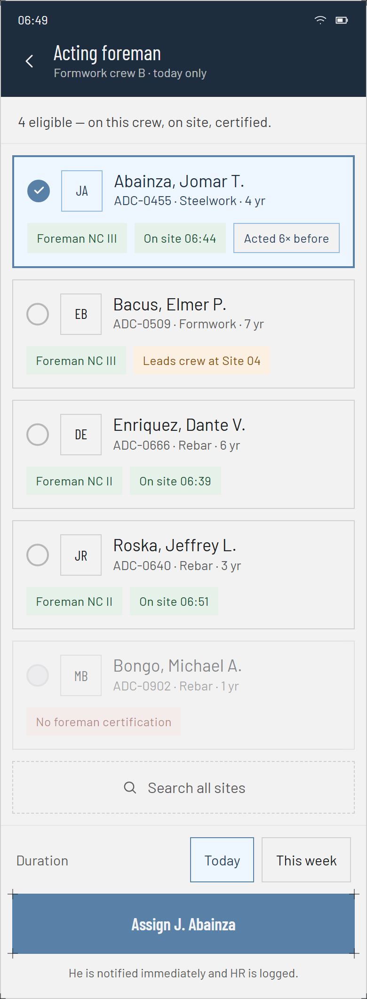 06:49
Acting foreman
Formwork crew B · today only
4 eligible — on this crew, on site, certified.
JA
Abainza, Jomar T.
ADC-0455 · Steelwork · 4 yr
Foreman NC III
On site 06:44
Acted 6× before
EB
Bacus, Elmer P.
ADC-0509 · Formwork · 7 yr
Foreman NC III
Leads crew at Site 04
DE
Enriquez, Dante V.
ADC-0666 · Rebar · 6 yr
Foreman NC II
On site 06:39
JR
Roska, Jeffrey L.
ADC-0640 · Rebar · 3 yr
Foreman NC II
On site 06:51
MB
Bongo, Michael A.
ADC-0902 · Rebar · 1 yr
No foreman certification
Search all sites
Duration
Today
This week
Assign J. Abainza
He is notified immediately and HR is logged.